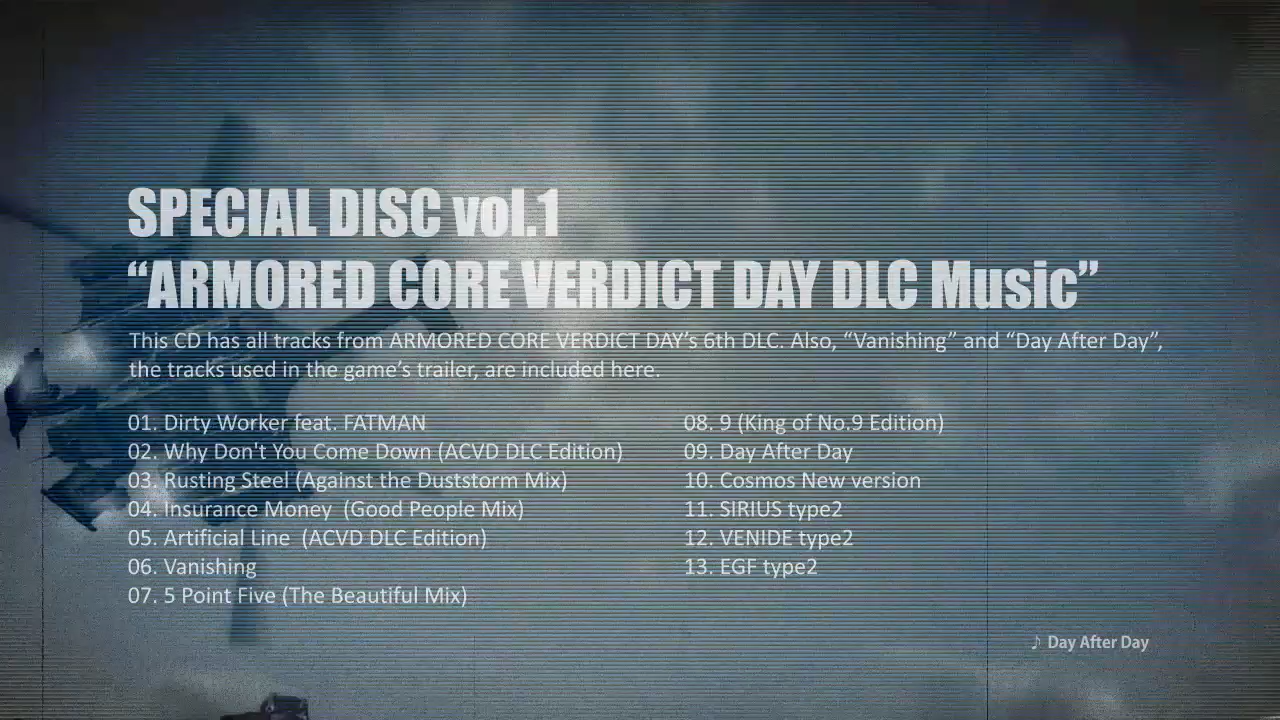 SPECIAL DISC vol.1
“ARMORED CORE VERDICT DAY DLC Music”
This CD has all tracks from ARMORED CORE VERDICT DAY’s 6th DLC. Also, “Vanishing” and “Day After Day”,
the tracks used in the game’s trailer, are included here.
01. Dirty Worker feat. FATMAN
02. Why Don't You Come Down (ACVD DLC Edition)
03. Rusting Steel (Against the Duststorm Mix)
04. Insurance Money  (Good People Mix)
05. Artificial Line  (ACVD DLC Edition)
06. Vanishing
07. 5 Point Five (The Beautiful Mix)
08. 9 (King of No.9 Edition)
09. Day After Day
10. Cosmos New version
11. SIRIUS type2
12. VENIDE type2
13. EGF type2
♪ Day After Day